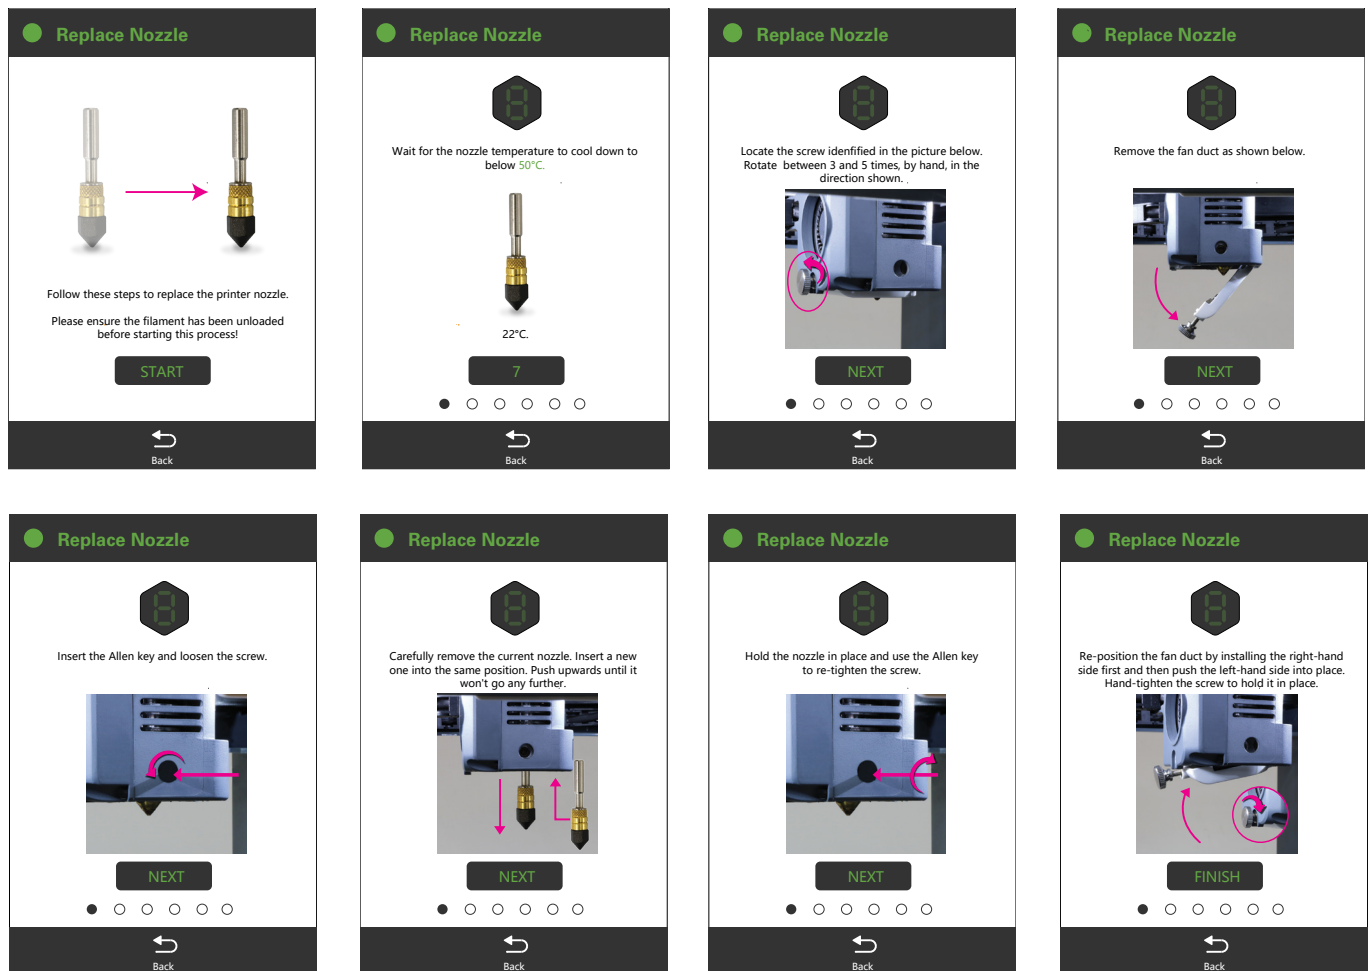 Replace Nozzle
Follow these steps to replace the printer nozzle.
Please ensure the filament has been unloaded
before starting this process!
START
Back
Replace Nozzle
Wait for the nozzle temperature to cool down to
below 50°C.
22°C.
7
Back
Replace Nozzle
Locate the screw idenfified in the picture below.
Rotate between 3 and 5 times, by hand, in the
direction shown.
NEXT
Back
Replace Nozzle
Remove the fan duct as shown below.
NEXT
Back
Replace Nozzle
Insert the Allen key and loosen the screw.
NEXT
Back
Replace Nozzle
Carefully remove the current nozzle. Insert a new
one into the same position. Push upwards until it
won't go any further.
NEXT
Back
Replace Nozzle
Hold the nozzle in place and use the Allen key
to re-tighten the screw.
NEXT
Back
Replace Nozzle
Re-position the fan duct by installing the right-hand
side first and then push the left-hand side into place.
Hand-tighten the screw to hold it in place.
FINISH
Back